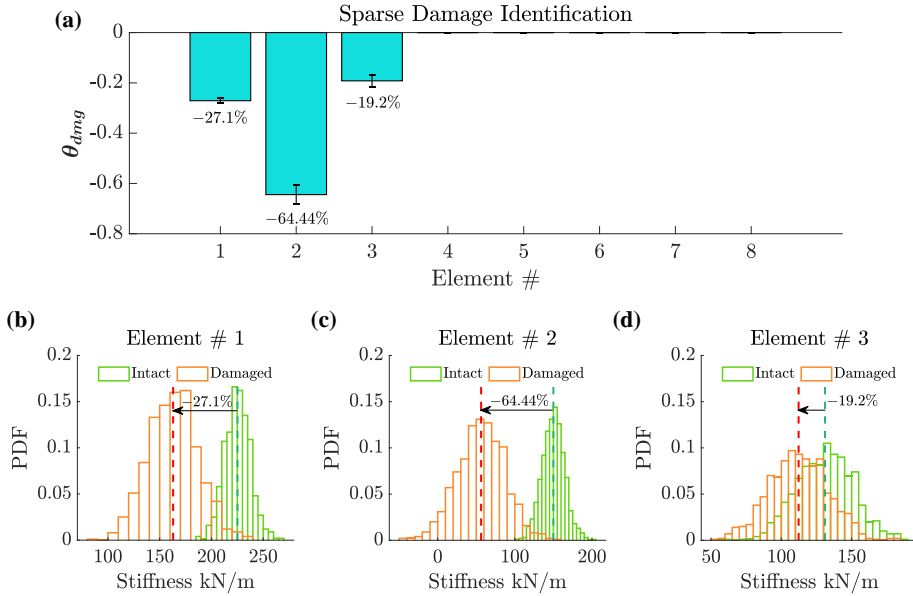 (a) Sparse Damage Identification
0
-0.2
-0.4
-0.6
-0.8
θdmg
−27.1%
−64.44%
−19.2%
1 2 3 4 5 6 7 8
Element #
(b)
Element # 1
Intact Damaged
−27.1%
0.2
0.15
0.1
0.05
0
PDF
100 150 200 250
Stiffness kN/m
(c)
Element # 2
Intact Damaged
−64.44%
0.2
0.15
0.1
0.05
0
PDF
0 100 200
Stiffness kN/m
(d)
Element # 3
Intact Damaged
−19.2%
0.2
0.15
0.1
0.05
0
PDF
50 100 150
Stiffness kN/m